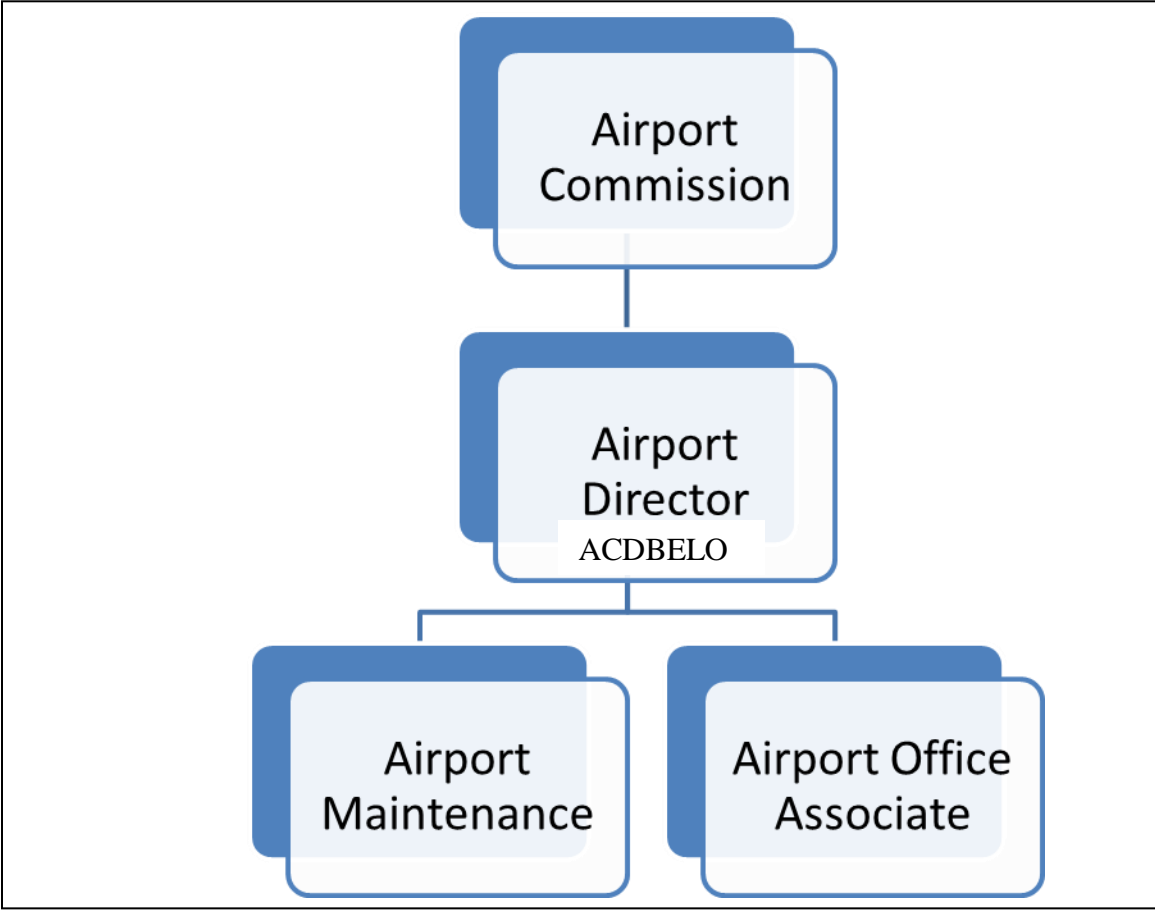 Airport
Commission
Airport
Director
ACDBELO
Airport
Maintenance
Airport Office
Associate